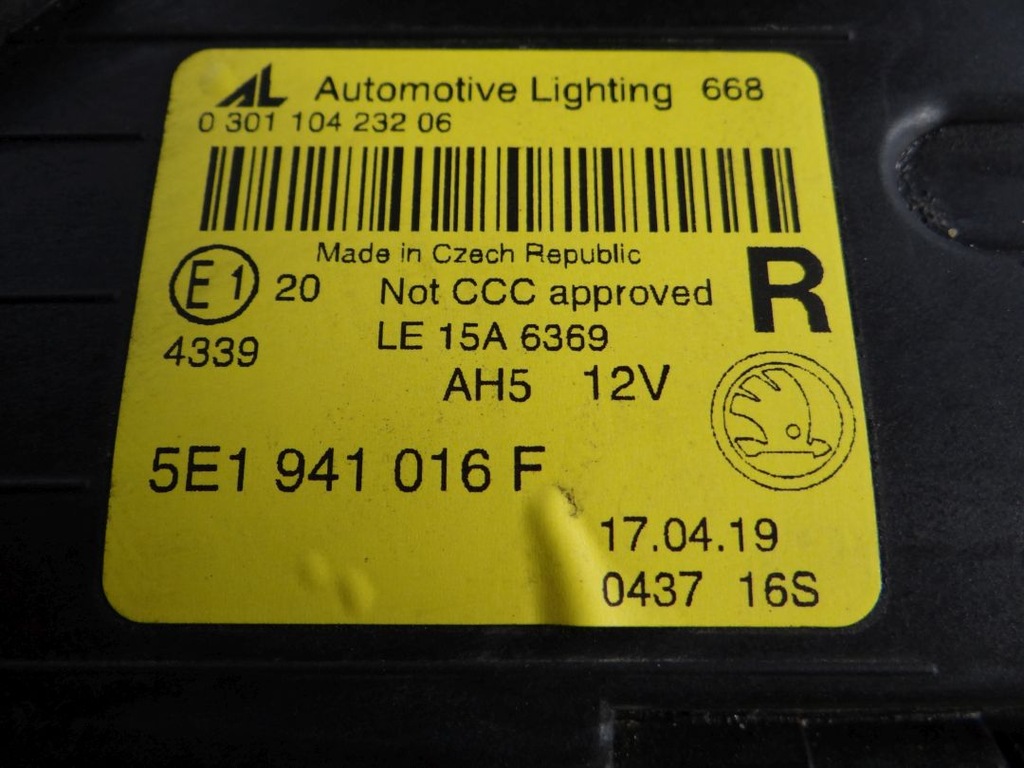 AL Automotive Lighting 668
0 301 104 232 06
Made in Czech Republic
E1 20 Not CCC approved R
4339 LE 15A 6369
AH5 12V
5E1 941 016 F
17.04.19
0437 16S